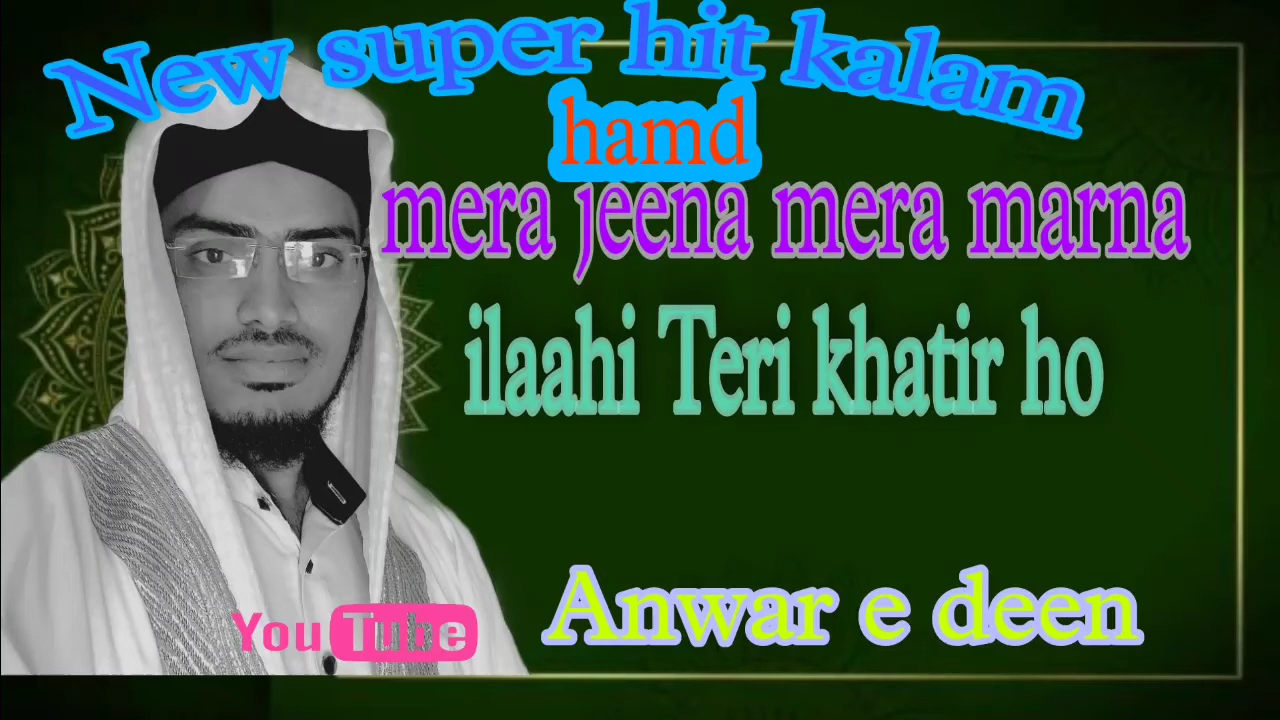 New super hit kalam
hamd
mera jeena mera marna
ilaahi Teri khatir ho
Anwar e deen
YouTube